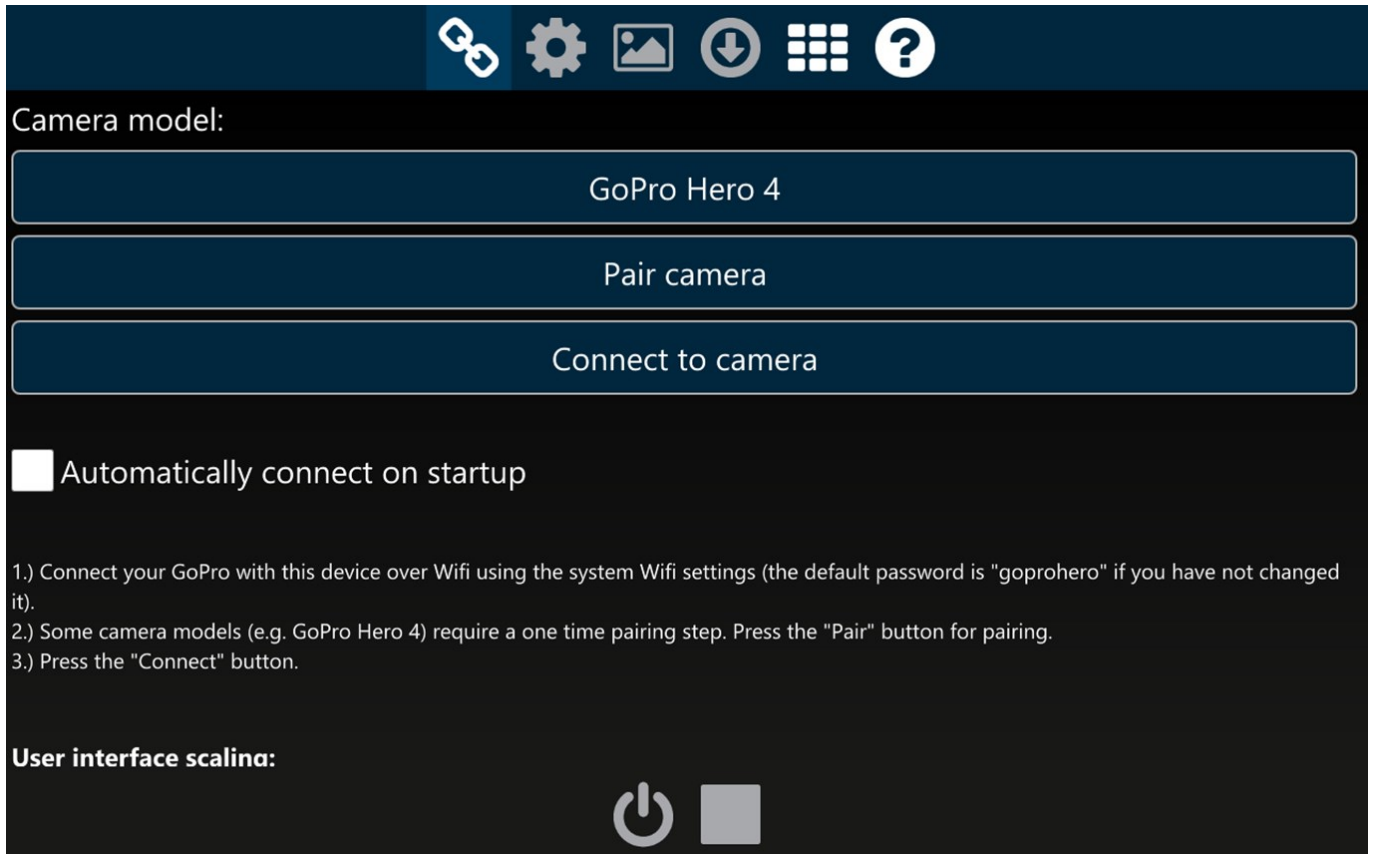 Camera model:
GoPro Hero 4
Pair camera
Connect to camera
Automatically connect on startup
1.) Connect your GoPro with this device over Wifi using the system Wifi settings (the default password is "goprohero" if you have not changed
it).
2.) Some camera models (e.g. GoPro Hero 4) require a one time pairing step. Press the "Pair" button for pairing.
3.) Press the "Connect" button.
User interface scaling: